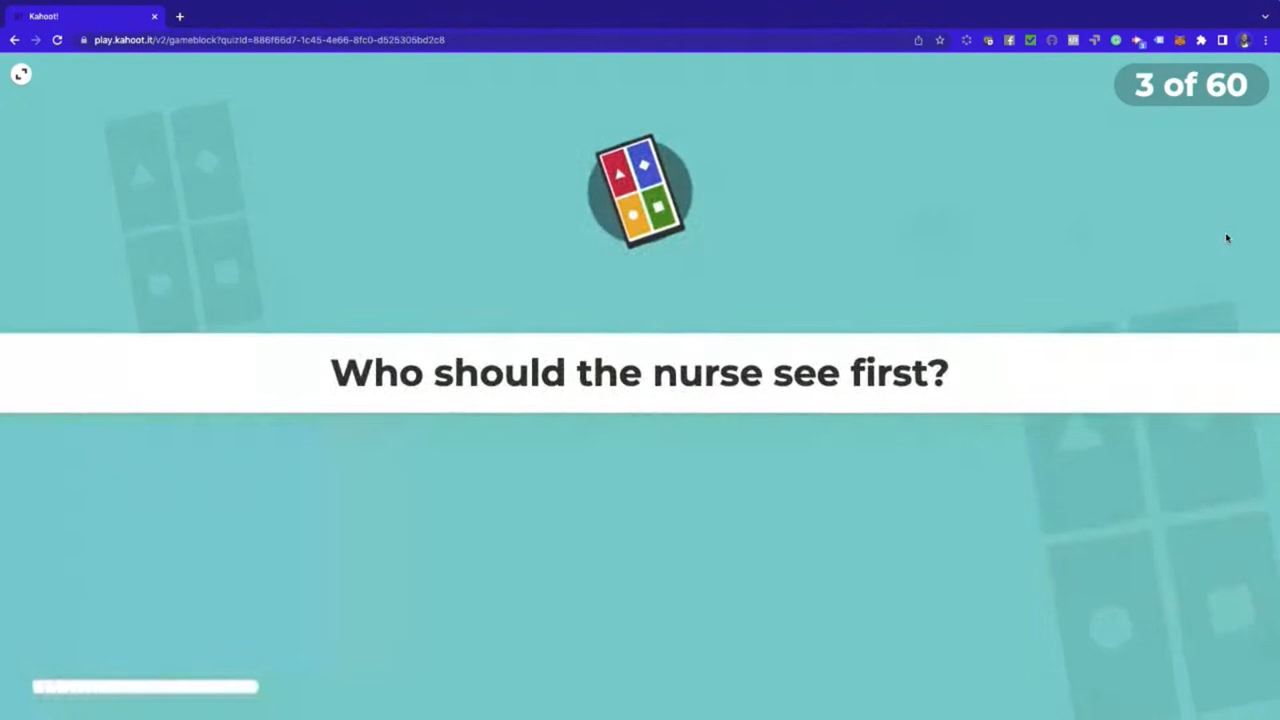 Kahoot!
play.kahoot.it/v2/gameblock?quizId=886f66d7-1c45-4e66-8fc0-d525305bd2c8
3 of 60
Who should the nurse see first?